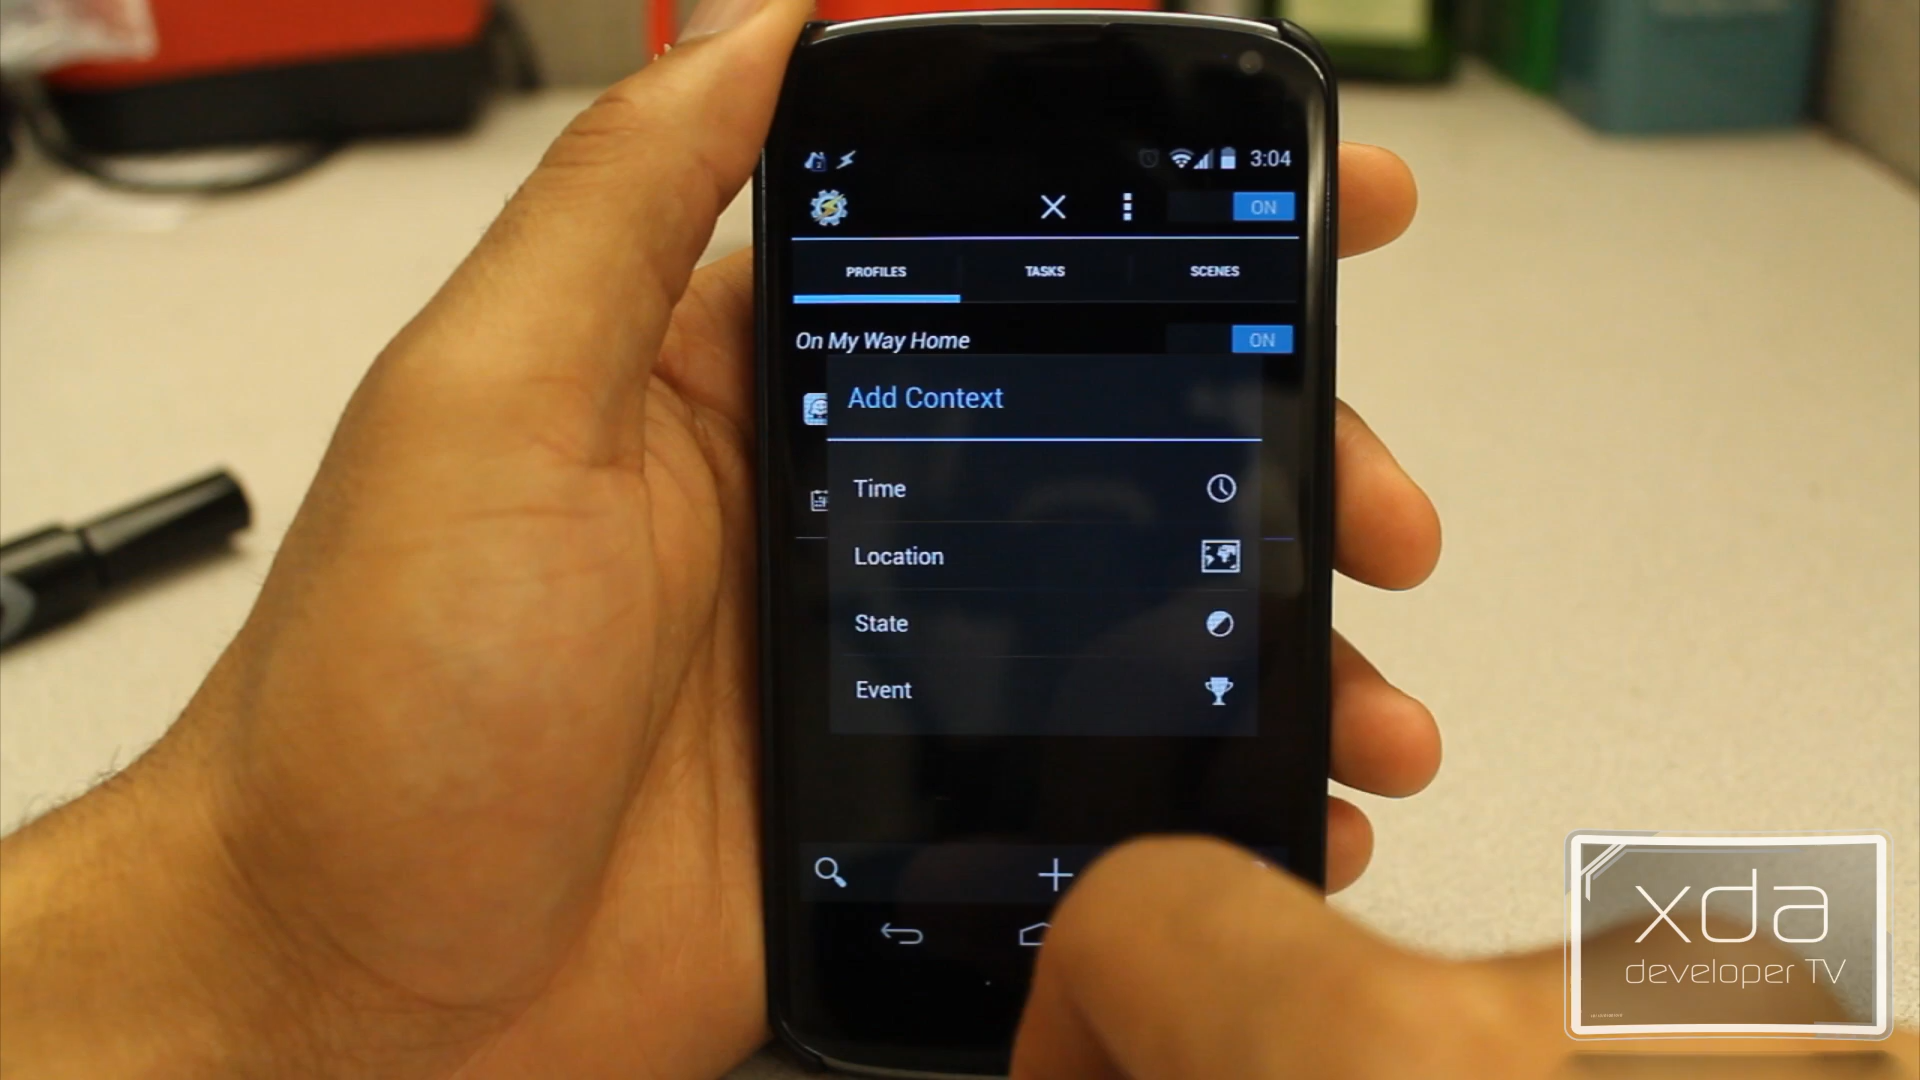 3:04
ON
PROFILES TASKS SCENES
On My Way Home ON
Add Context
Time
Location
State
Event
xda
developer TV